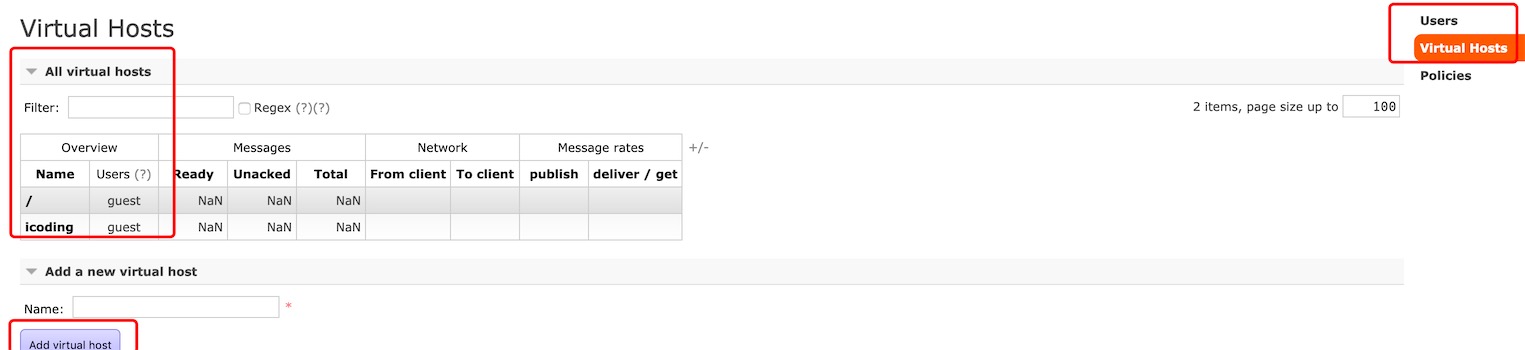 Virtual Hosts
All virtual hosts
Filter: Regex (?)(?) 2 items, page size up to 100
Overview Messages Network Message rates +/-
Name Users (?) Ready Unacked Total From client To client publish deliver / get
/ guest NaN NaN NaN
icoding guest NaN NaN NaN
Add a new virtual host
Name: *
Add virtual host
Users
Virtual Hosts
Policies